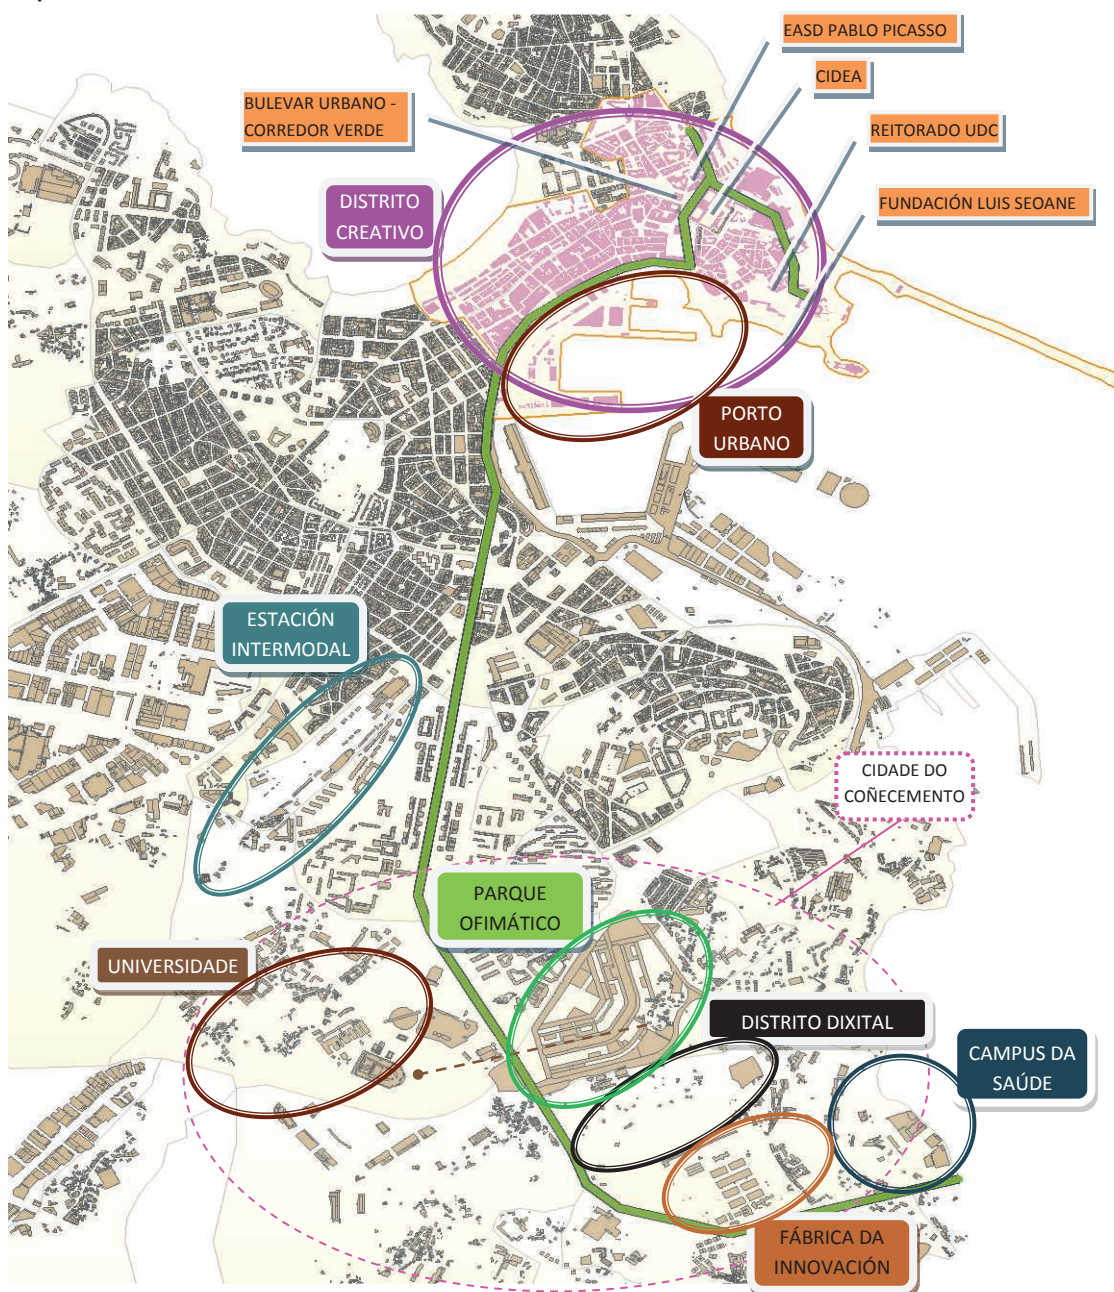 EASD PABLO PICASSO
CIDEA
BULEVAR URBANO -
CORREDOR VERDE
REITORADO UDC
DISTRITO
CREATIVO
FUNDACIÓN LUIS SEOANE
PORTO
URBANO
ESTACIÓN
INTERMODAL
CIDADE DO
COÑECEMENTO
PARQUE
OFIMÁTICO
UNIVERSIDADE
DISTRITO DIXITAL
CAMPUS DA
SAÚDE
FÁBRICA DA
INNOVACIÓN